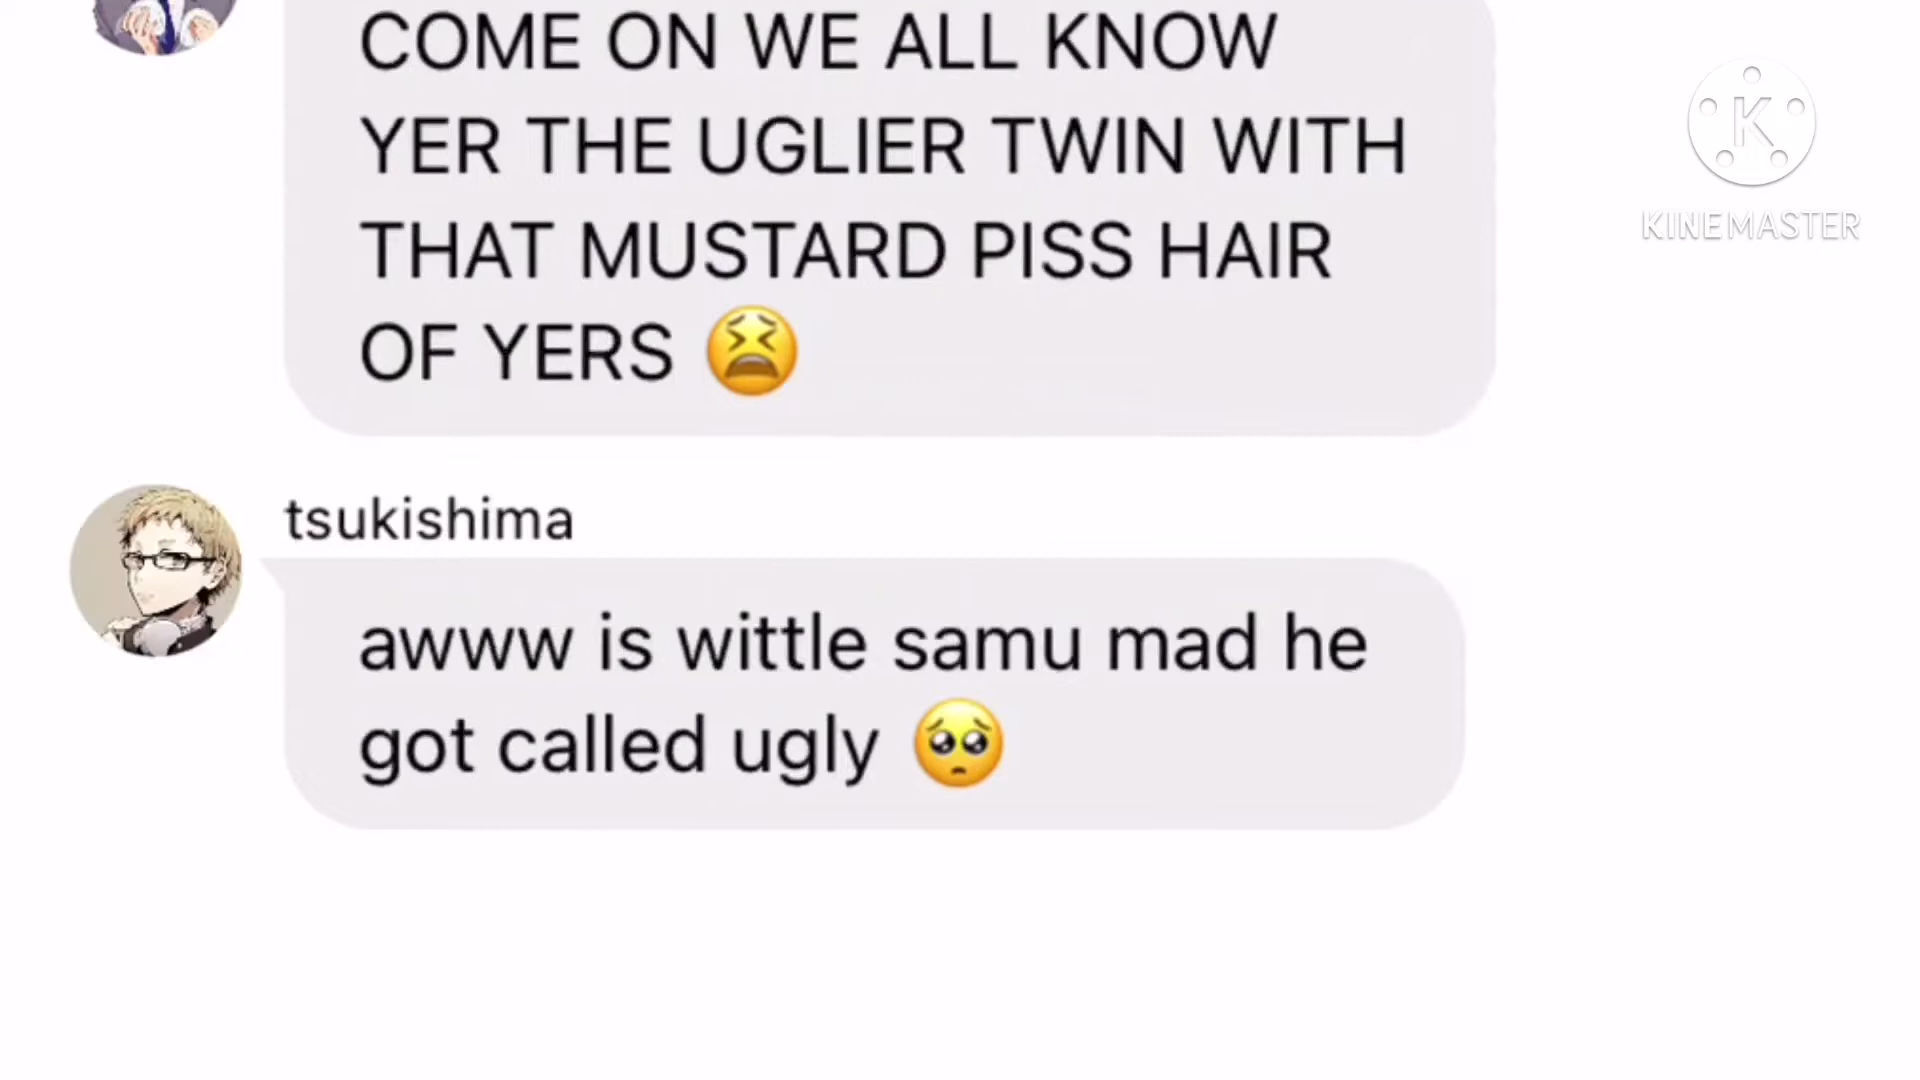 COME ON WE ALL KNOW
YER THE UGLIER TWIN WITH
THAT MUSTARD PISS HAIR
OF YERS 😫
K
KINEMASTER
tsukishima
awww is wittle samu mad he
got called ugly 🥺